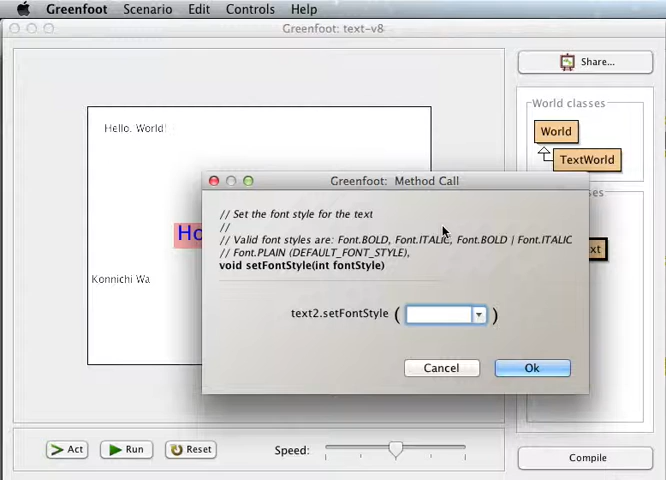 Greenfoot Scenario Edit Controls Help
Greenfoot: text-v8
Share...
World classes
World
TextWorld
Hello, World!
Konnichi Wa
Greenfoot: Method Call
// Set the font style for the text
//
// Valid font styles are: Font.BOLD, Font.ITALIC, Font.BOLD | Font.ITALIC
// Font.PLAIN (DEFAULT_FONT_STYLE),
void setFontStyle(int fontStyle)
text2.setFontStyle ( )
Cancel Ok
Act Run Reset Speed:
Compile